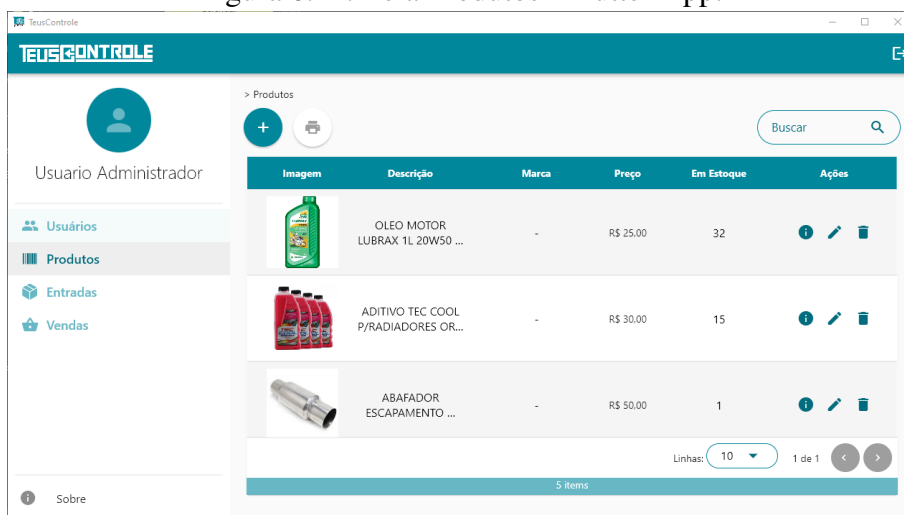 TeusControle
TEUSCONTROLE
> Produtos
Buscar
Usuario Administrador
Imagem Descrição Marca Preço Em Estoque Ações
Usuários
Produtos
Entradas
Vendas
OLEO MOTOR
LUBRAX 1L 20W50 ...
- R$ 25,00 32
ADITIVO TEC COOL
P/RADIADORES OR...
- R$ 30,00 15
ABAFADOR
ESCAPAMENTO ...
- R$ 50,00 1
Linhas: 10 1 de 1
5 items
Sobre